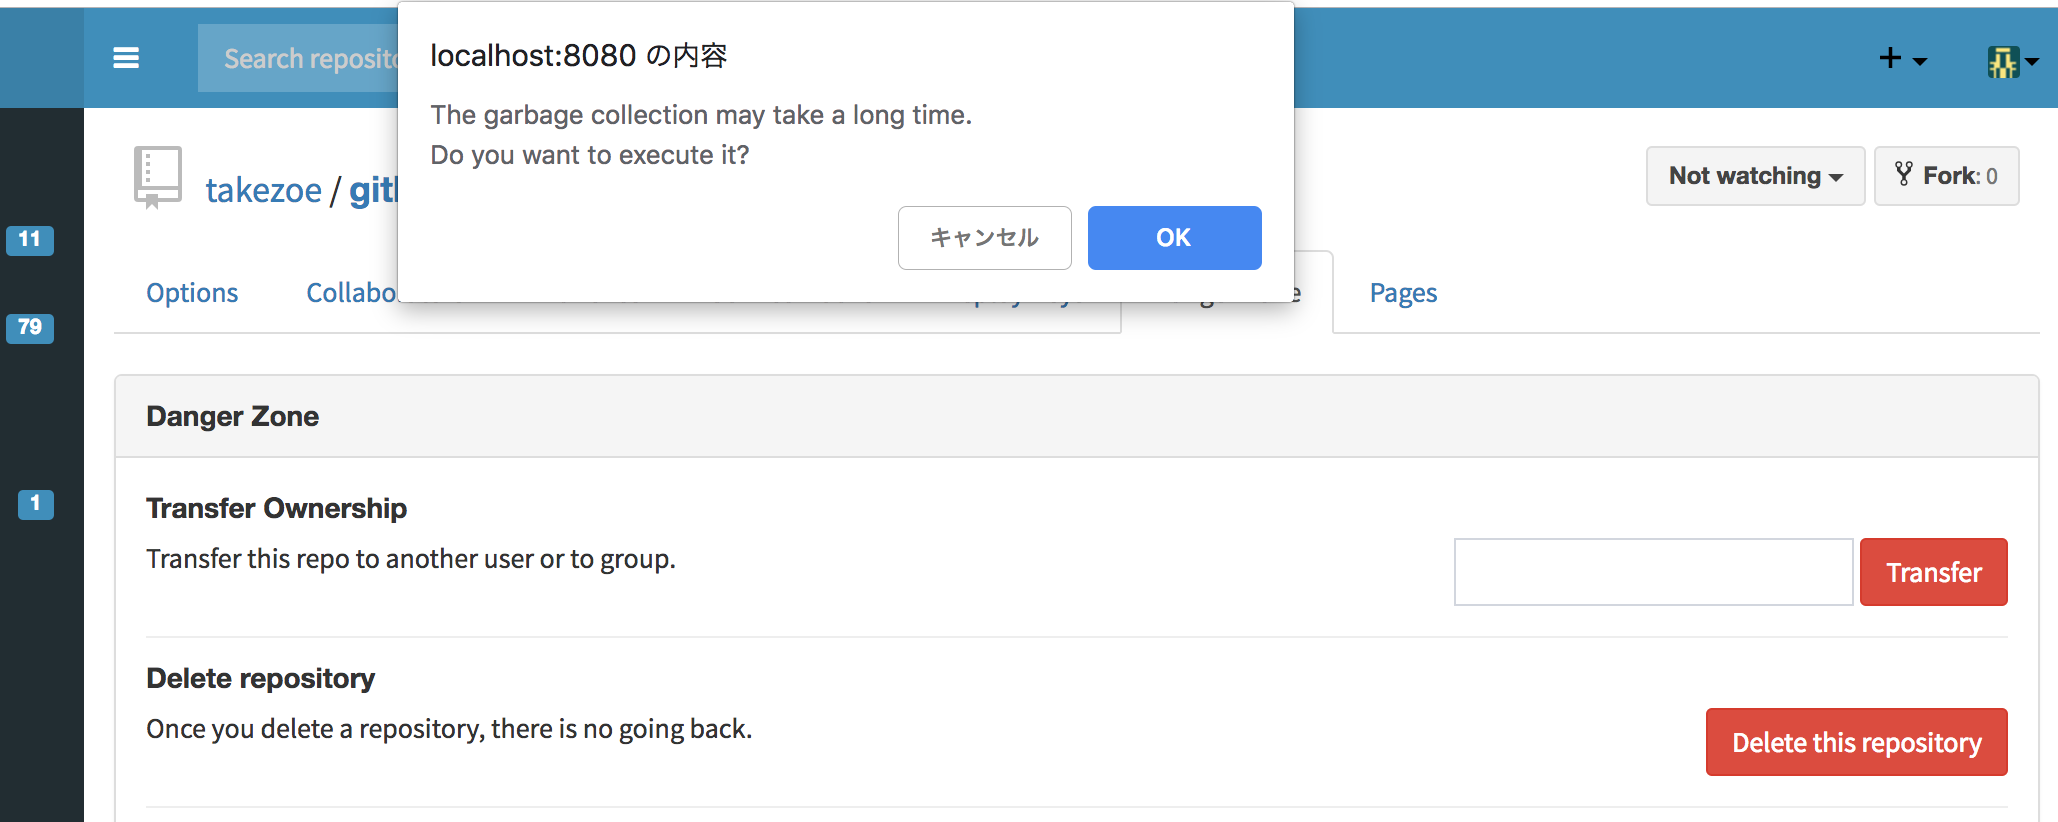 localhost:8080 の内容
The garbage collection may take a long time.
Do you want to execute it?
キャンセル OK
Search
takezoe /
Not watching Fork: 0
11
Options Pages
79
Danger Zone
1
Transfer Ownership
Transfer this repo to another user or to group.
Transfer
Delete repository
Once you delete a repository, there is no going back.
Delete this repository